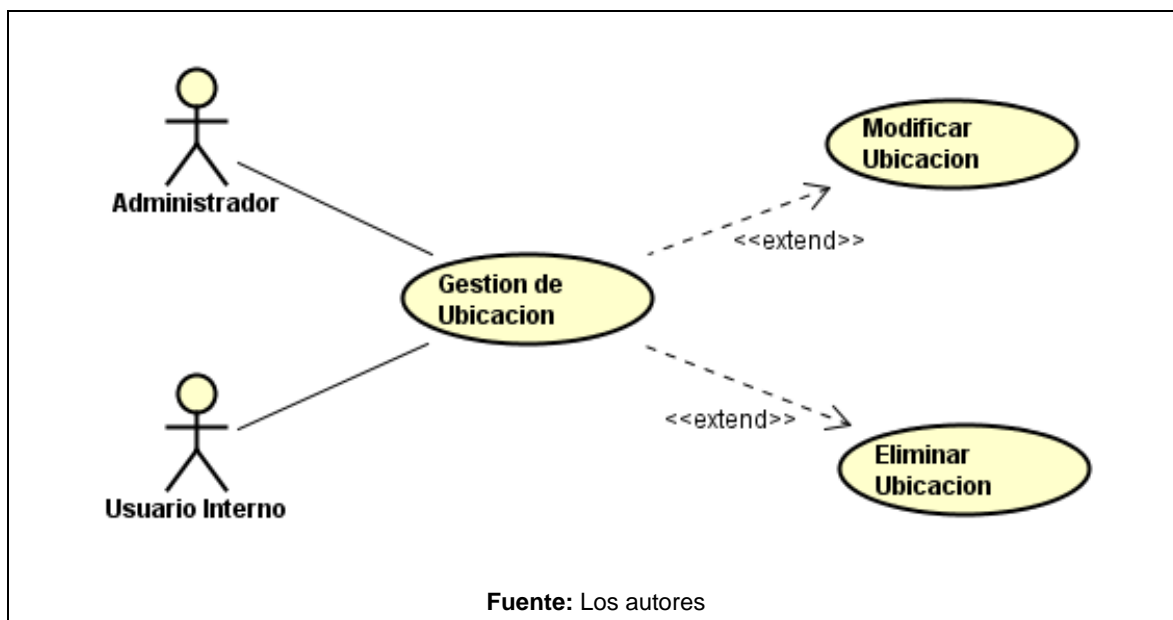 Administrador
Modificar
Ubicacion
<<extend>>
Gestion de
Ubicacion
<<extend>>
Eliminar
Ubicacion
Usuario Interno
Fuente: Los autores